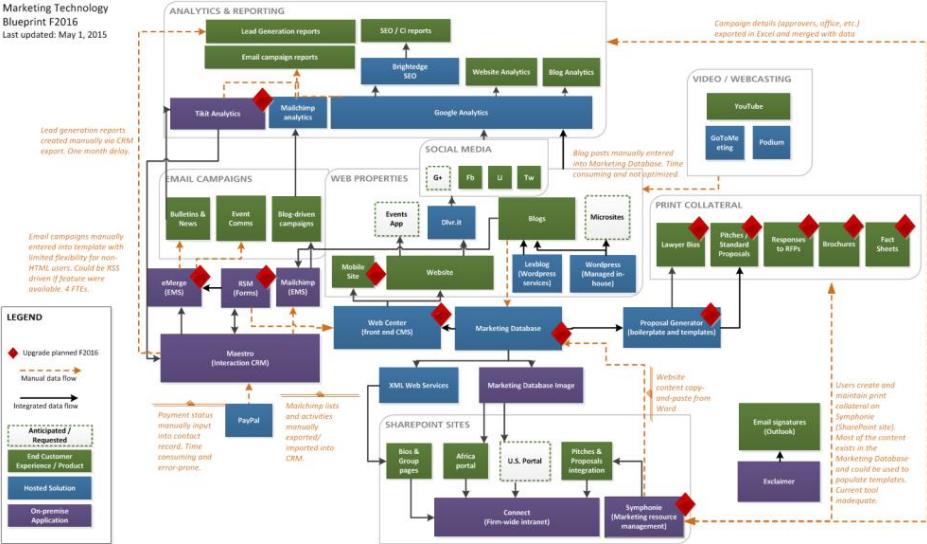 Marketing Technology
Blueprint F2016
Last updated: May 1, 2015
ANALYTICS & REPORTING
Lead Generation reports
Email campaign reports
SEO / CI reports
Brightedge
SEO
Website Analytics
Blog Analytics
Tikit Analytics
Mailchimp
analytics
Google Analytics
Campaign details (approvers, office, etc.)
exported in Excel and merged with data
VIDEO / WEBCASTING
YouTube
GoToMe
eting
Podium
Lead generation reports
created manually via CRM
export. One month delay.
SOCIAL MEDIA
G+
Fb
Li
Tw
Blog posts manually entered
into Marketing Database. Time
consuming and not optimized.
EMAIL CAMPAIGNS
Bulletins &
News
Event
Comms
Blog-driven
campaigns
WEB PROPERTIES
Events
App
Dlvr.it
Blogs
Microsites
Mobile
Site
Website
Lexblog
(Wordpress
services)
Wordpress
(Managed in-
house)
PRINT COLLATERAL
Lawyer Bios
Pitches /
Standard
Proposals
Responses
to RFPs
Brochures
Fact
Sheets
Email campaigns manually
entered into template with
limited flexibility for non-
HTML users. Could be RSS
driven if feature were
available. 4 FTEs.
eMerge
(EMS)
RSM
(Forms)
Mailchimp
(EMS)
Web Center
(front end CMS)
Marketing Database
Proposal Generator
(boilerplate and templates)
LEGEND
Upgrade planned F2016
Manual data flow
Integrated data flow
Anticipated /
Requested
End Customer
Experience / Product
Hosted Solution
On-premise
Application
Maestro
(Interaction CRM)
XML Web Services
Marketing Database Image
Website
content copy-
and-paste from
Word
Payment status
manually input
into contact
record. Time
consuming and
error-prone.
PayPal
Mailchimp lists
and activities
manually
exported/
imported into
CRM.
SHAREPOINT SITES
Bios &
Group
pages
Africa
portal
U.S. Portal
Pitches &
Proposals
integration
Connect
(Firm-wide intranet)
Symphonie
(Marketing resource
management)
Email signatures
(Outlook)
Exclaimer
Users create and
maintain print
collateral on
Symphonie
(SharePoint site).
Most of the content
exists in the
Marketing Database
and could be used to
populate templates.
Current tool
inadequate.